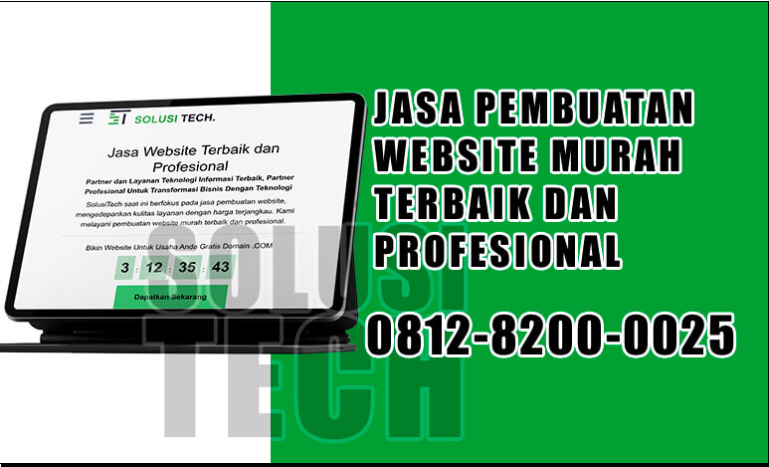 SOLUSI TECH.
Jasa Website Terbaik dan
Profesional
Partner dan Layanan Teknologi Informasi Terbaik, Partner
Profesional Untuk Transformasi Bisnis Dengan Teknologi
SolusiTech saat ini berfokus pada jasa pembuatan website,
mengedepankan kulitas layanan dengan harga terjangkau. Kami
melayani pembuatan website murah terbaik dan profesional.
Bikin Website Untuk Usaha Anda Gratis Domain .COM
3 : 12 : 35 : 43
Dapatkan Sekarang
JASA PEMBUATAN
WEBSITE MURAH
TERBAIK DAN
PROFESIONAL
0812-8200-0025
SOLUSI
TECH